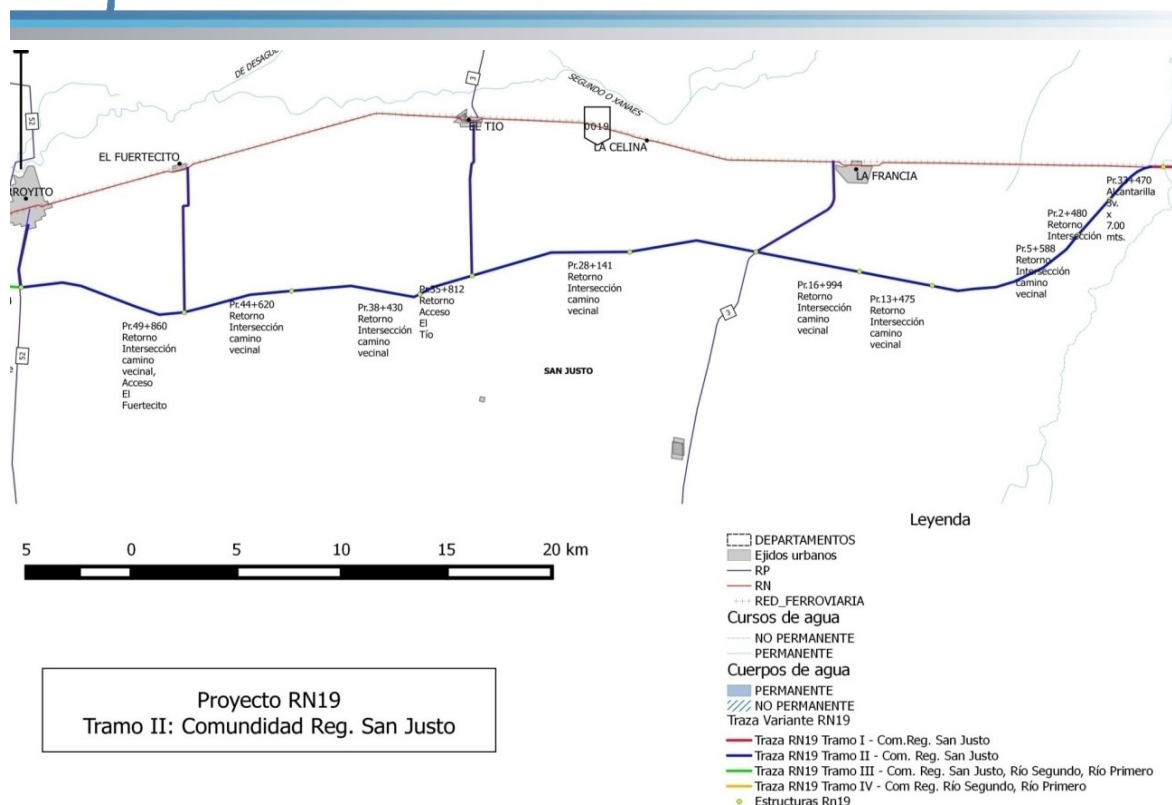 DE DESAGÜE
3
SEGUNDO O XANAES
52
0019
EL TIO
LA CELINA
EL FUERTECITO
LA FRANCIA
ROYITO
Alcantarilla
x
7.00
mts.
Pr.2+480
Retorno
Intersección
Pr.5+588
Retorno
Intersección
camino
vecinal
Pr.28+141
Retorno
Intersección
camino
vecinal
Pr.16+994
Retorno
Intersección
camino
vecinal
Pr.13+475
Retorno
Intersección
camino
vecinal
Pr.44+620
Retorno
Intersección
camino
vecinal
Pr.38+430
Retorno
Intersección
camino
vecinal
Retorno
Acceso
El
Tío
Pr.49+860
Retorno
Intersección
camino
vecinal,
Acceso
El
Fuertecito
52
3
SAN JUSTO
5 0 5 10 15 20 km
Proyecto RN19
Tramo II: Comundidad Reg. San Justo
Leyenda
DEPARTAMENTOS
Ejidos urbanos
RP
RN
RED_FERROVIARIA
Cursos de agua
NO PERMANENTE
PERMANENTE
Cuerpos de agua
PERMANENTE
NO PERMANENTE
Traza Variante RN19
Traza RN19 Tramo I - Com.Reg. San Justo
Traza RN19 Tramo II - Com. Reg. San Justo
Traza RN19 Tramo III - Com. Reg. San Justo, Río Segundo, Río Primero
Traza RN19 Tramo IV - Com Reg. Río Segundo, Río Primero
Estructuras Rn19